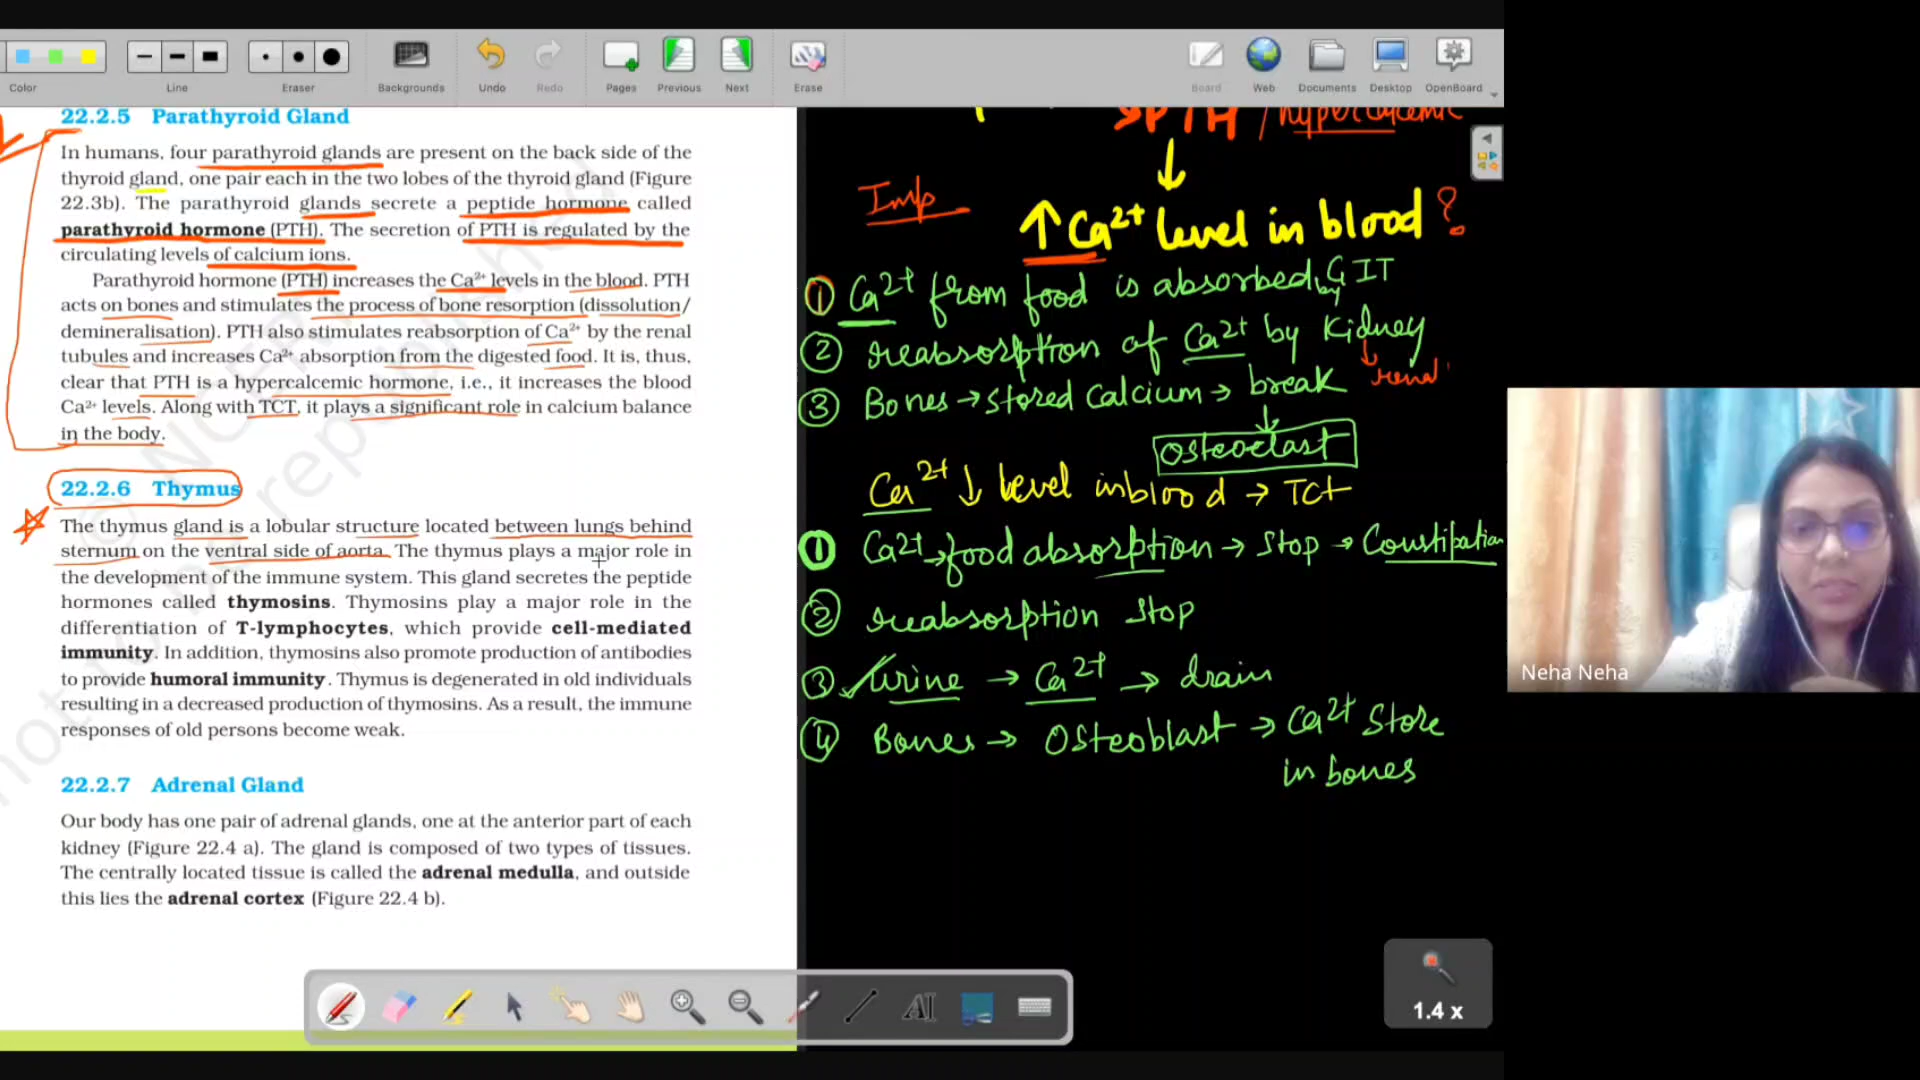 Color
Line
Eraser
Backgrounds
Undo
Redo
Pages
Previous
Next
Erase
Board
Web
Documents
Desktop
OpenBoard
22.2.5 Parathyroid Gland
In humans, four parathyroid glands are present on the back side of the
thyroid gland, one pair each in the two lobes of the thyroid gland (Figure
22.3b). The parathyroid glands secrete a peptide hormone called
parathyroid hormone (PTH). The secretion of PTH is regulated by the
circulating levels of calcium ions.
Parathyroid hormone (PTH) increases the Ca²⁺ levels in the blood. PTH
acts on bones and stimulates the process of bone resorption (dissolution/
demineralisation). PTH also stimulates reabsorption of Ca²⁺ by the renal
tubules and increases Ca²⁺ absorption from the digested food. It is, thus,
clear that PTH is a hypercalcemic hormone, i.e., it increases the blood
Ca²⁺ levels. Along with TCT, it plays a significant role in calcium balance
in the body.
22.2.6 Thymus
The thymus gland is a lobular structure located between lungs behind
sternum on the ventral side of aorta. The thymus plays a major role in
the development of the immune system. This gland secretes the peptide
hormones called thymosins. Thymosins play a major role in the
differentiation of T-lymphocytes, which provide cell-mediated
immunity. In addition, thymosins also promote production of antibodies
to provide humoral immunity. Thymus is degenerated in old individuals
resulting in a decreased production of thymosins. As a result, the immune
responses of old persons become weak.
22.2.7 Adrenal Gland
Our body has one pair of adrenal glands, one at the anterior part of each
kidney (Figure 22.4 a). The gland is composed of two types of tissues.
The centrally located tissue is called the adrenal medulla, and outside
this lies the adrenal cortex (Figure 22.4 b).
PTH / hypercalcemic
↓
Imp
↑ Ca²⁺ level in blood ?
① Ca²⁺ from food is absorbed by GIT
② reabsorption of Ca²⁺ by Kidney
↓ renal
③ Bones → stored Calcium → break
↓
Osteoclast
Ca²⁺ ↓ level in blood → TCT
① Ca²⁺ → food absorption → Stop → Constipation
② reabsorption stop
③ ✓ Urine → Ca²⁺ → drain
④ Bones → Osteoblast → Ca²⁺ Store
in bones
Neha Neha
1.4 x